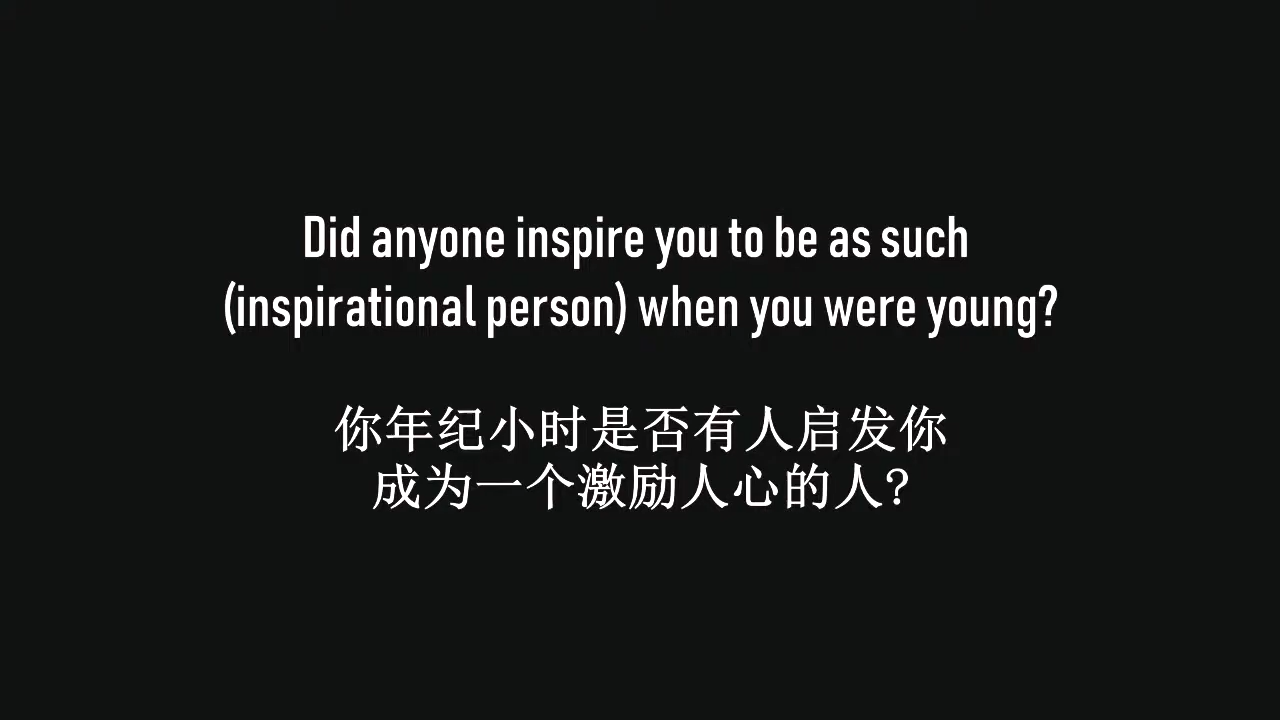 Did anyone inspire you to be as such
(inspirational person) when you were young?
你年纪小时是否有人启发你
成为一个激励人心的人?